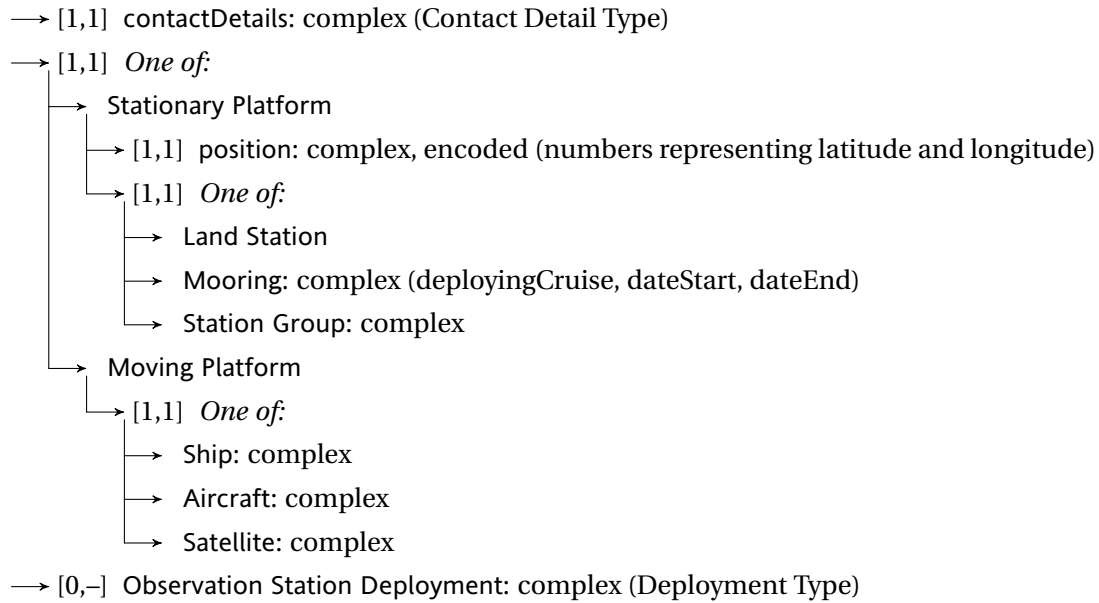 [1,1] contactDetails: complex (Contact Detail Type)
[1,1] One of:
Stationary Platform
[1,1] position: complex, encoded (numbers representing latitude and longitude)
[1,1] One of:
Land Station
Mooring: complex (deployingCruise, dateStart, dateEnd)
Station Group: complex
Moving Platform
[1,1] One of:
Ship: complex
Aircraft: complex
Satellite: complex
[0,–] Observation Station Deployment: complex (Deployment Type)